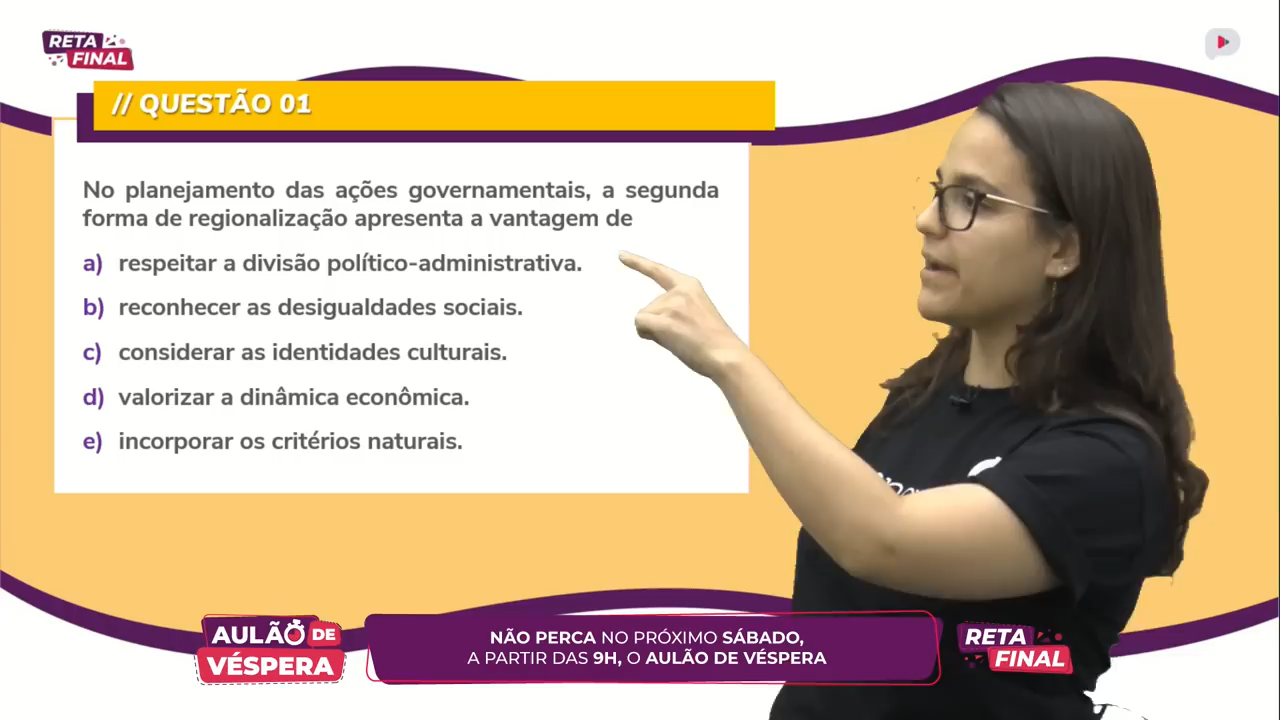 RETA
FINAL
// QUESTÃO 01
No planejamento das ações governamentais, a segunda
forma de regionalização apresenta a vantagem de
a) respeitar a divisão político-administrativa.
b) reconhecer as desigualdades sociais.
c) considerar as identidades culturais.
d) valorizar a dinâmica econômica.
e) incorporar os critérios naturais.
AULÃO DE
VÉSPERA
NÃO PERCA NO PRÓXIMO SÁBADO,
A PARTIR DAS 9H, O AULÃO DE VÉSPERA
RETA
FINAL